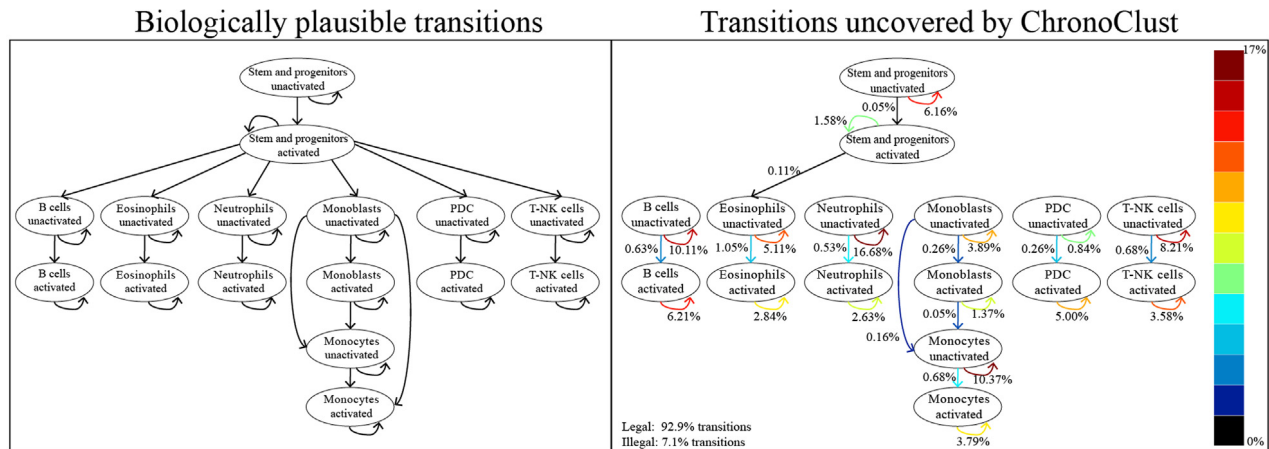 Biologically plausible transitions
Stem and progenitors
unactivated
Stem and progenitors
activated
B cells
unactivated
Eosinophils
unactivated
Neutrophils
unactivated
Monoblasts
unactivated
PDC
unactivated
T-NK cells
unactivated
B cells
activated
Eosinophils
activated
Neutrophils
activated
Monoblasts
activated
PDC
activated
T-NK cells
activated
Monocytes
unactivated
Monocytes
activated
Transitions uncovered by ChronoClust
Stem and progenitors
unactivated
0.05%
6.16%
1.58%
Stem and progenitors
activated
0.11%
B cells
unactivated
Eosinophils
unactivated
Neutrophils
unactivated
Monoblasts
unactivated
PDC
unactivated
T-NK cells
unactivated
0.63%
10.11%
1.05%
5.11%
0.53%
16.68%
0.26%
3.89%
0.26%
0.84%
0.68%
8.21%
B cells
activated
Eosinophils
activated
Neutrophils
activated
Monoblasts
activated
PDC
activated
T-NK cells
activated
6.21%
2.84%
2.63%
0.05%
1.37%
5.00%
3.58%
0.16%
Monocytes
unactivated
0.68%
10.37%
Monocytes
activated
3.79%
Legal: 92.9% transitions
Illegal: 7.1% transitions
17%
0%